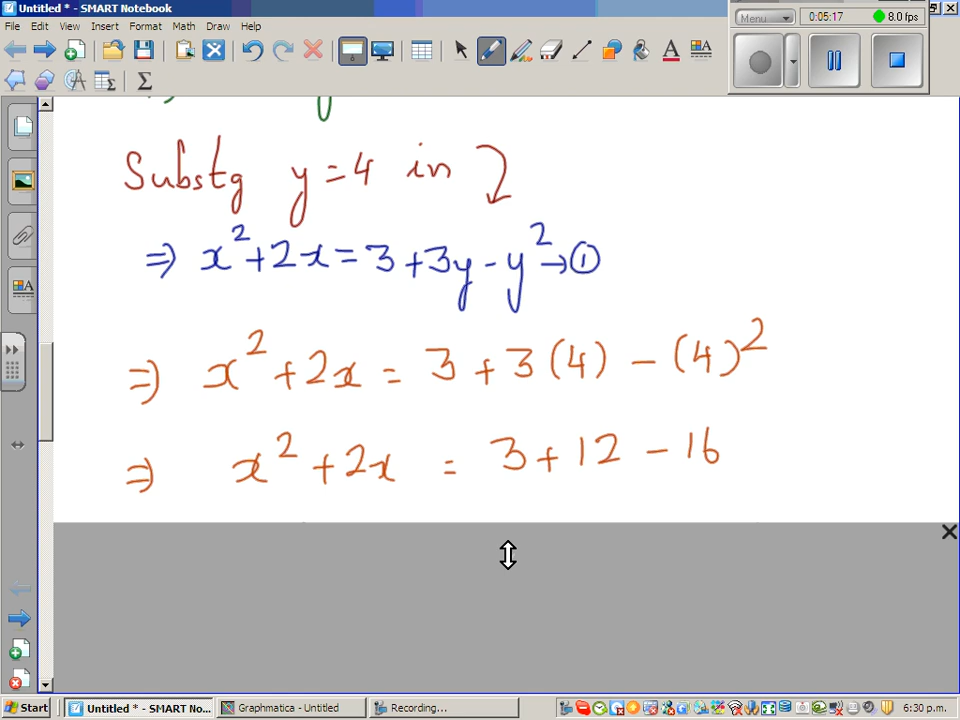 Untitled * - SMART Notebook
File Edit View Insert Format Math Tools Draw Help
Menu 0:05:17 8.0 fps
Substg y=4 in
⇒ x²+2x=3+3y-y²→①
⇒ x²+2x = 3+3(4)-(4)²
⇒ x²+2x = 3+12-16
Start Untitled * - SMART No... Graphmatica - Untitled Recording... 6:30 p.m.